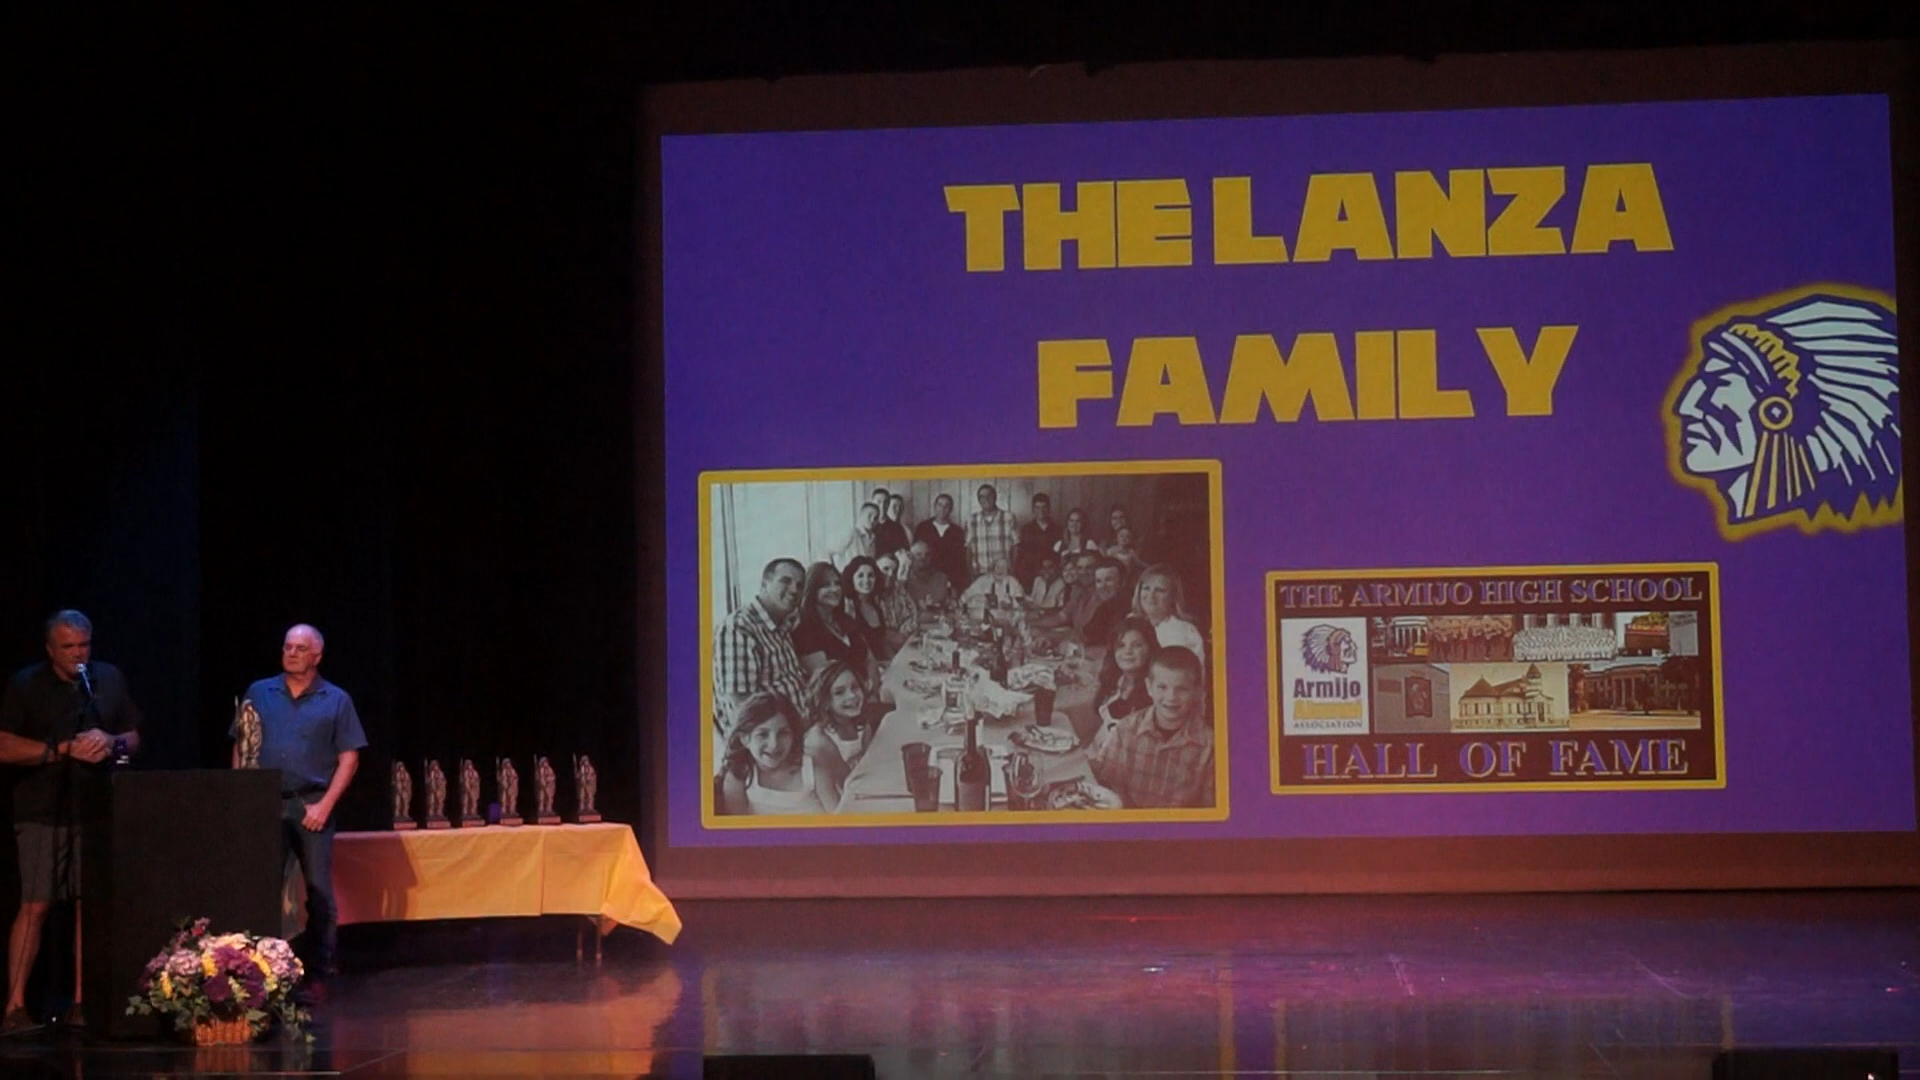 THE LANZA
FAMILY
THE ARMIJO HIGH SCHOOL
Armijo
ASSOCIATION
HALL OF FAME